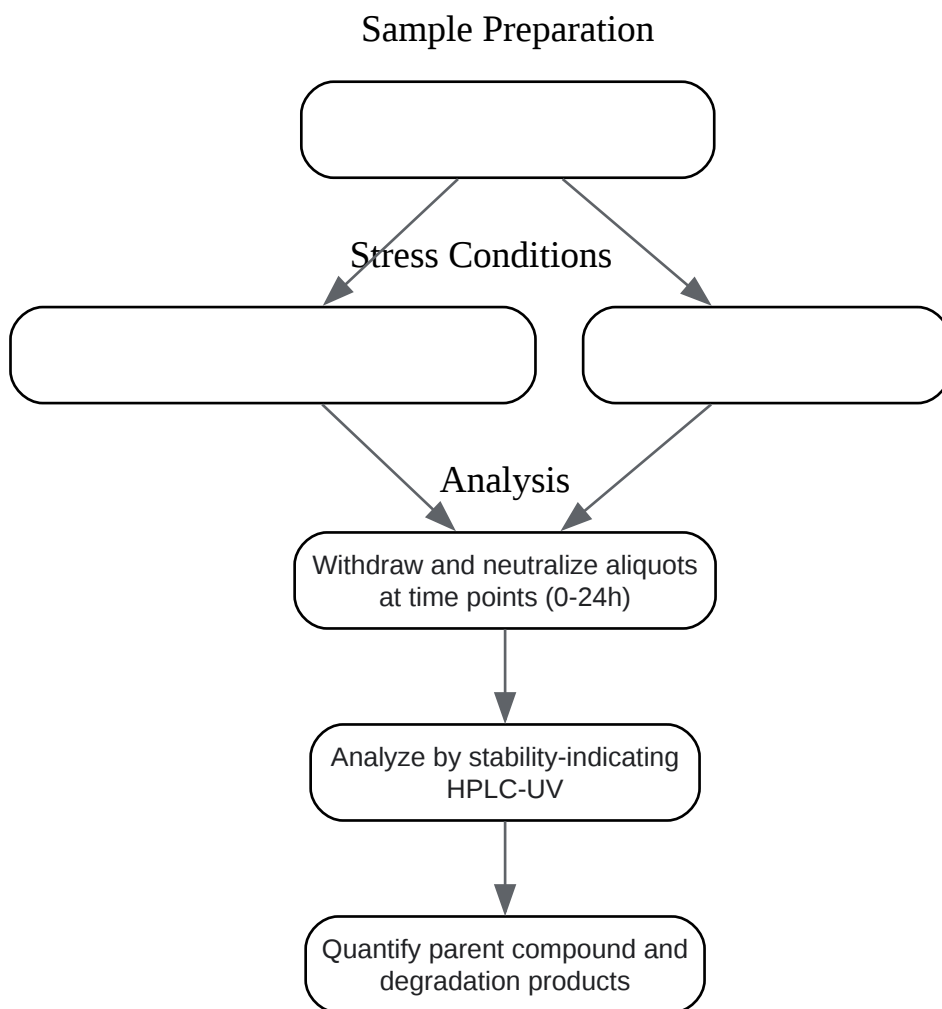 Sample Preparation
Stress Conditions
Analysis
Withdraw and neutralize aliquots
at time points (0-24h)
Analyze by stability-indicating
HPLC-UV
Quantify parent compound and
degradation products